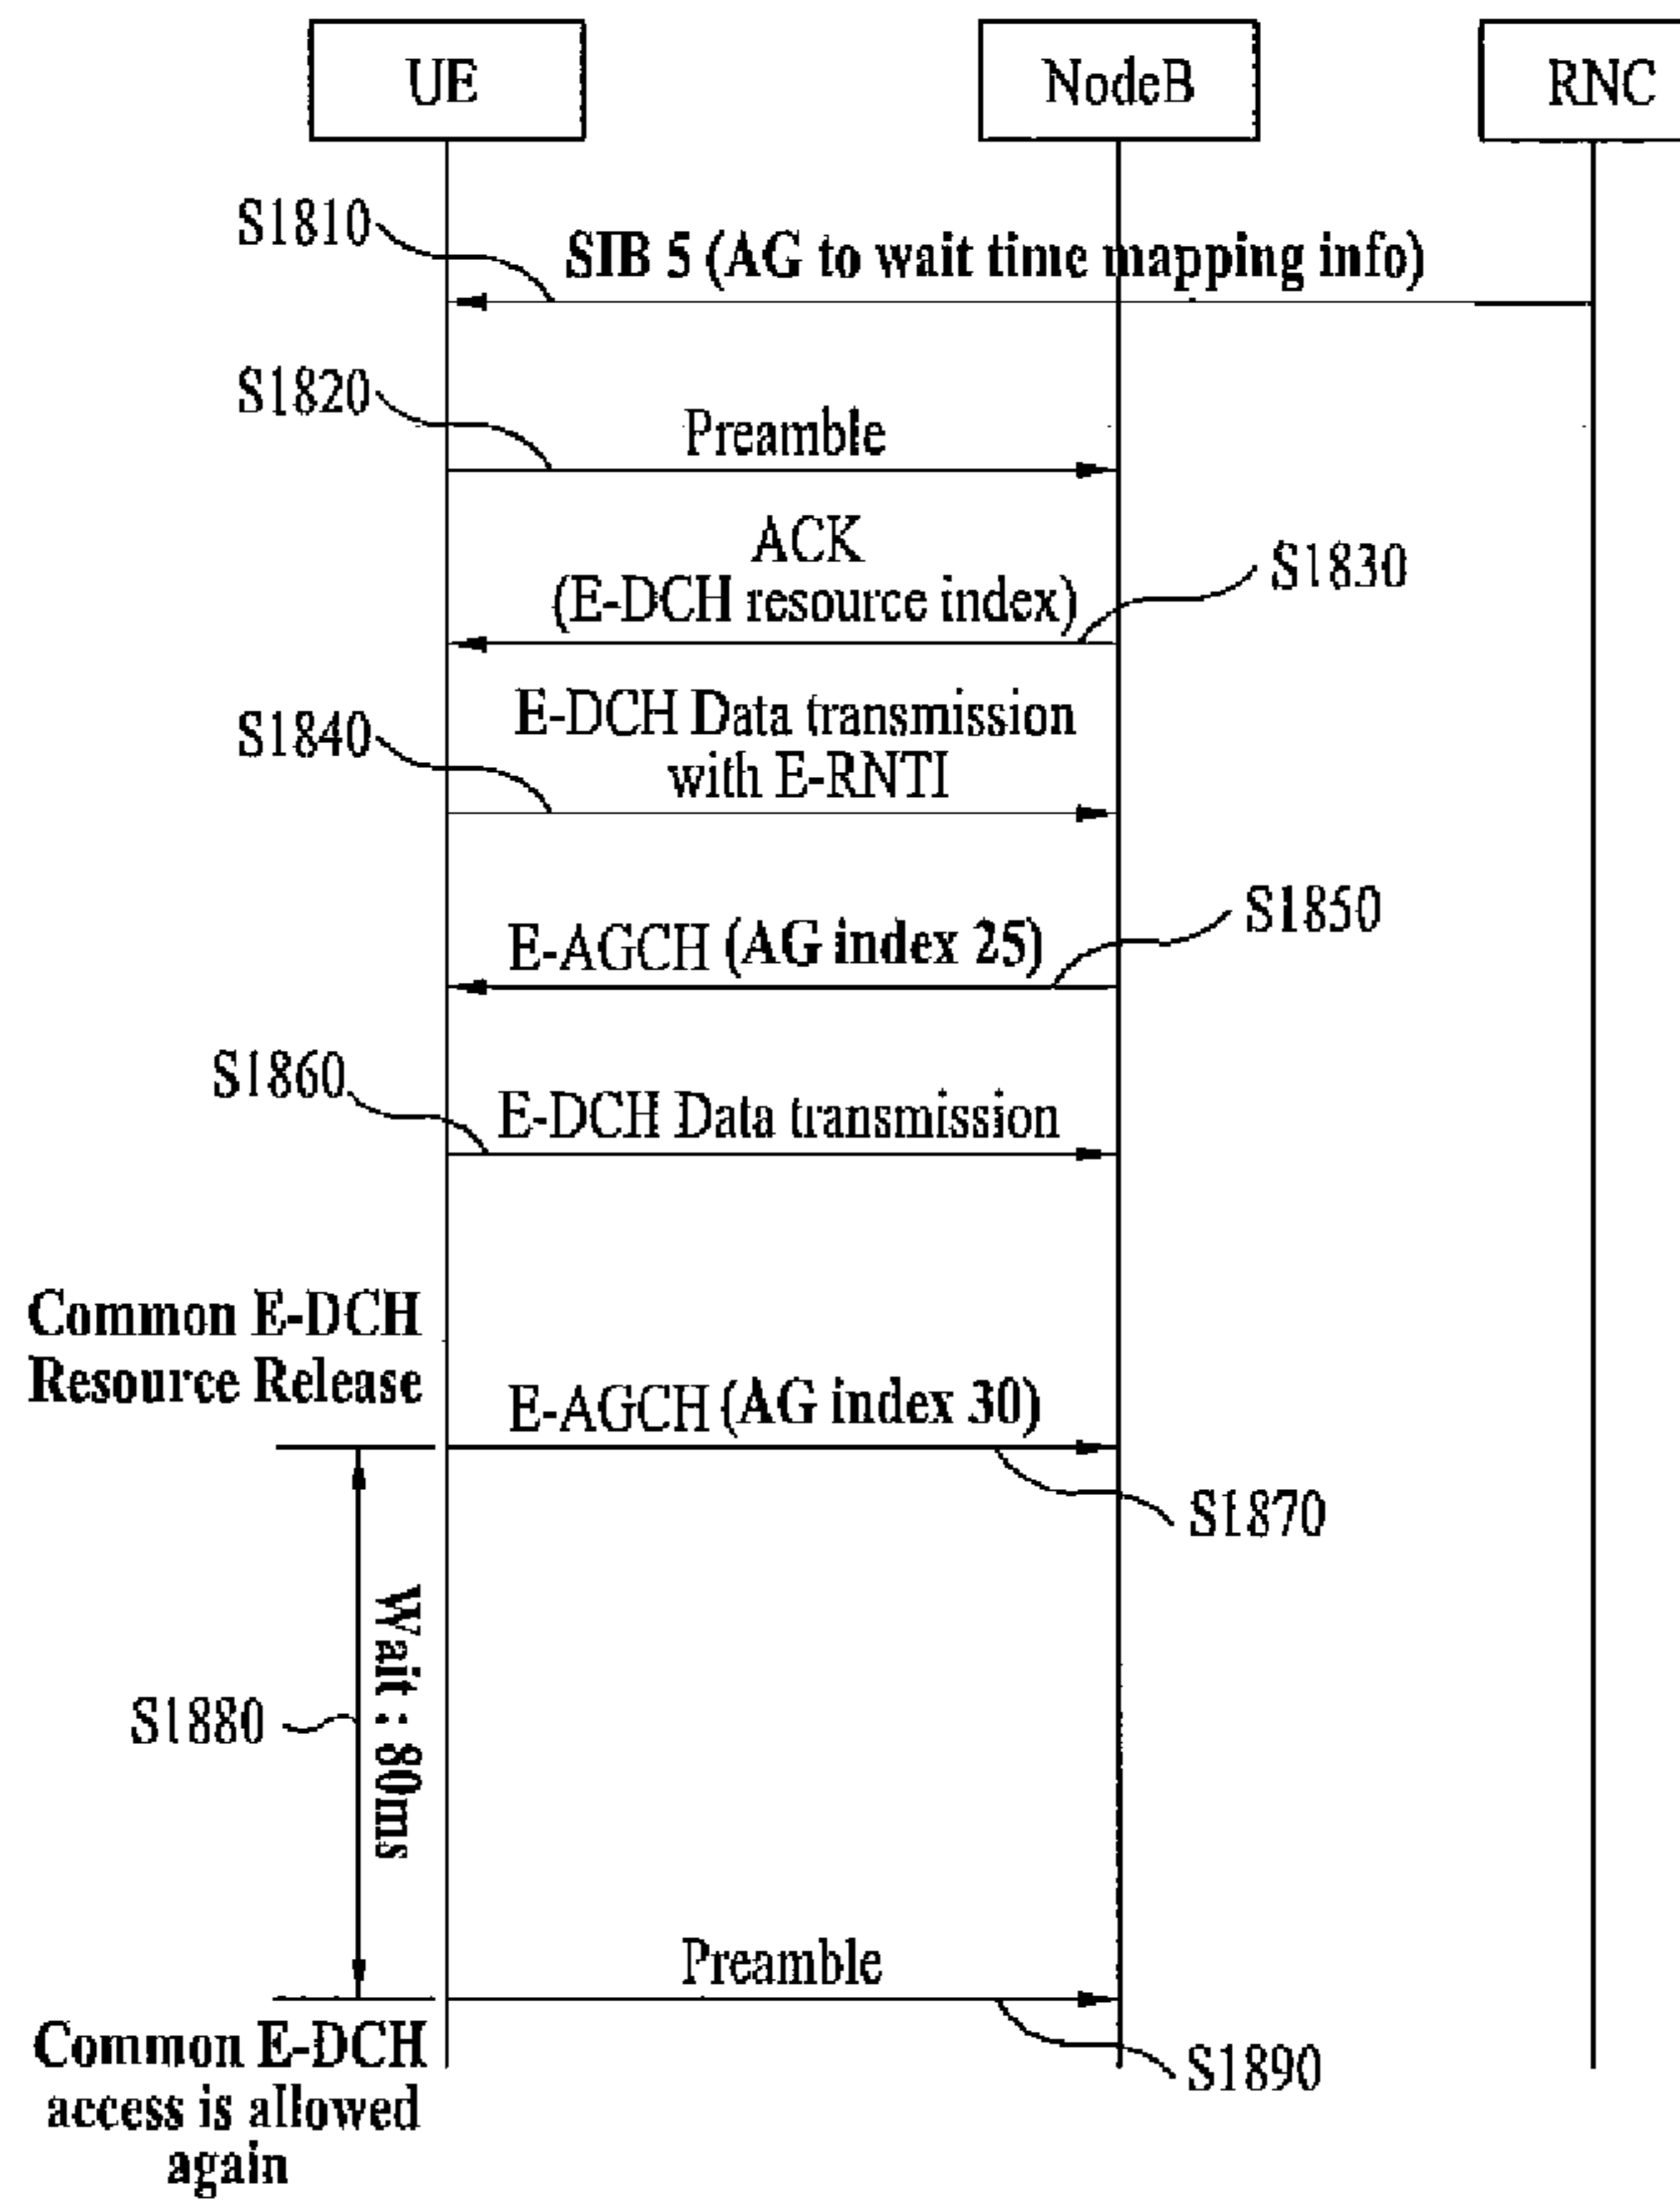 UE
NodeB
RNC
S1810
SIB 5 (AG to wait time mapping info)
S1820
Preamble
ACK
(E-DCH resource index)
S1830
S1840
E-DCH Data transmission
with E-RNTI
S1850
E-AGCH (AG index 25)
S1860
E-DCH Data transmission
Common E-DCH
Resource Release
E-AGCH (AG index 30)
S1870
Wait : 80ms
S1880
Preamble
S1890
Common E-DCH
access is allowed
again